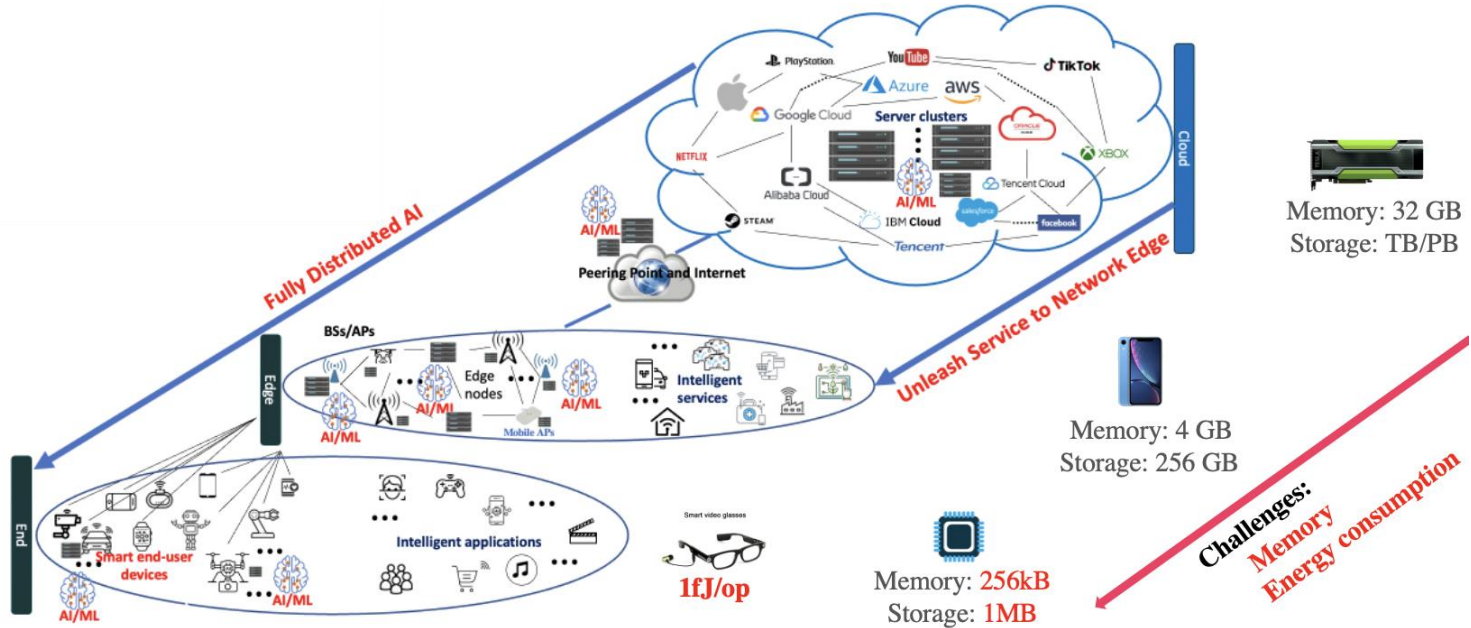 PlayStation
YouTube
TikTok
Azure
aws
Google Cloud
Server clusters
ORACLE
CLOUD
NETFLIX
XBOX
Alibaba Cloud
AI/ML
Tencent Cloud
STEAM
IBM Cloud
salesforce
facebook
Tencent
Cloud
Memory: 32 GB
Storage: TB/PB
AI/ML
Peering Point and Internet
Fully Distributed AI
Unleash Service to Network Edge
BSs/APs
Edge
Edge
nodes
AI/ML
AI/ML
AI/ML
Mobile APs
Intelligent
services
Memory: 4 GB
Storage: 256 GB
End
Smart end-user
devices
AI/ML
AI/ML
Intelligent applications
Smart video glasses
1fJ/op
Memory: 256kB
Storage: 1MB
Challenges:
Memory
Energy consumption